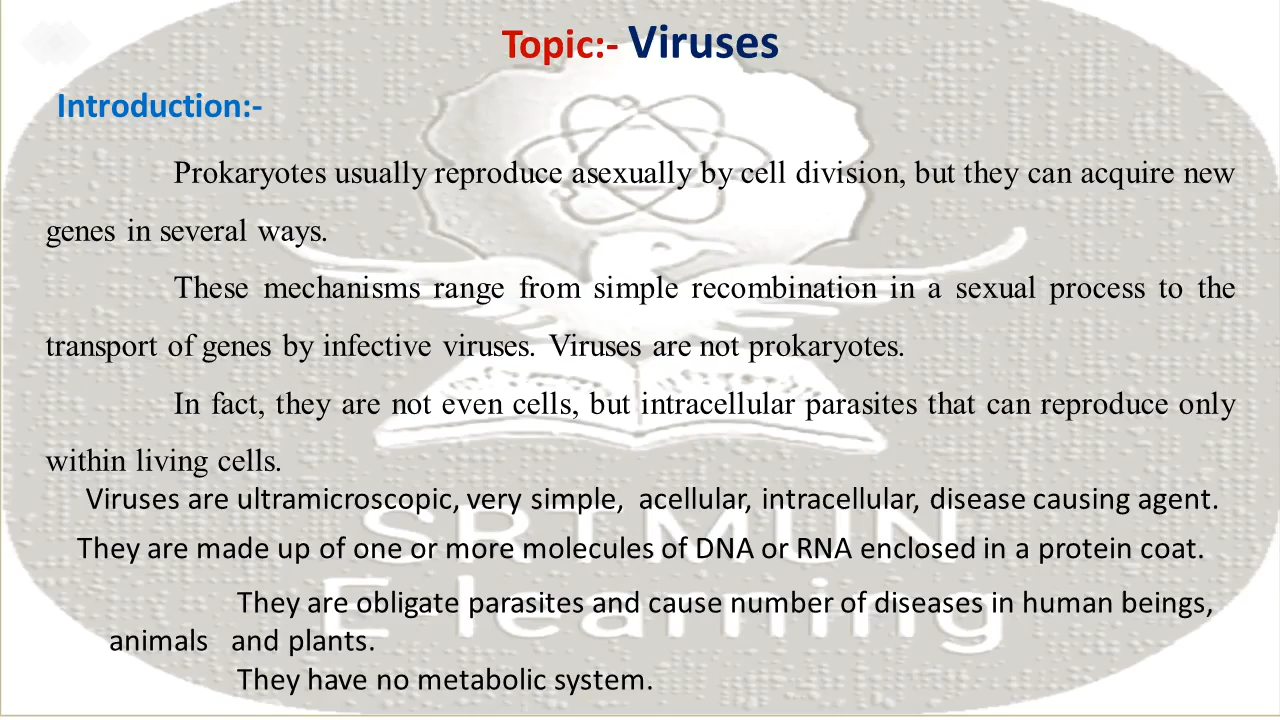 Topic:- Viruses
Introduction:-
Prokaryotes usually reproduce asexually by cell division, but they can acquire new
genes in several ways.
These mechanisms range from simple recombination in a sexual process to the
transport of genes by infective viruses. Viruses are not prokaryotes.
In fact, they are not even cells, but intracellular parasites that can reproduce only
within living cells.
Viruses are ultramicroscopic, very simple, acellular, intracellular, disease causing agent.
SRTMUN
They are made up of one or more molecules of DNA or RNA enclosed in a protein coat.
E-learning
They are obligate parasites and cause number of diseases in human beings,
animals and plants.
They have no metabolic system.